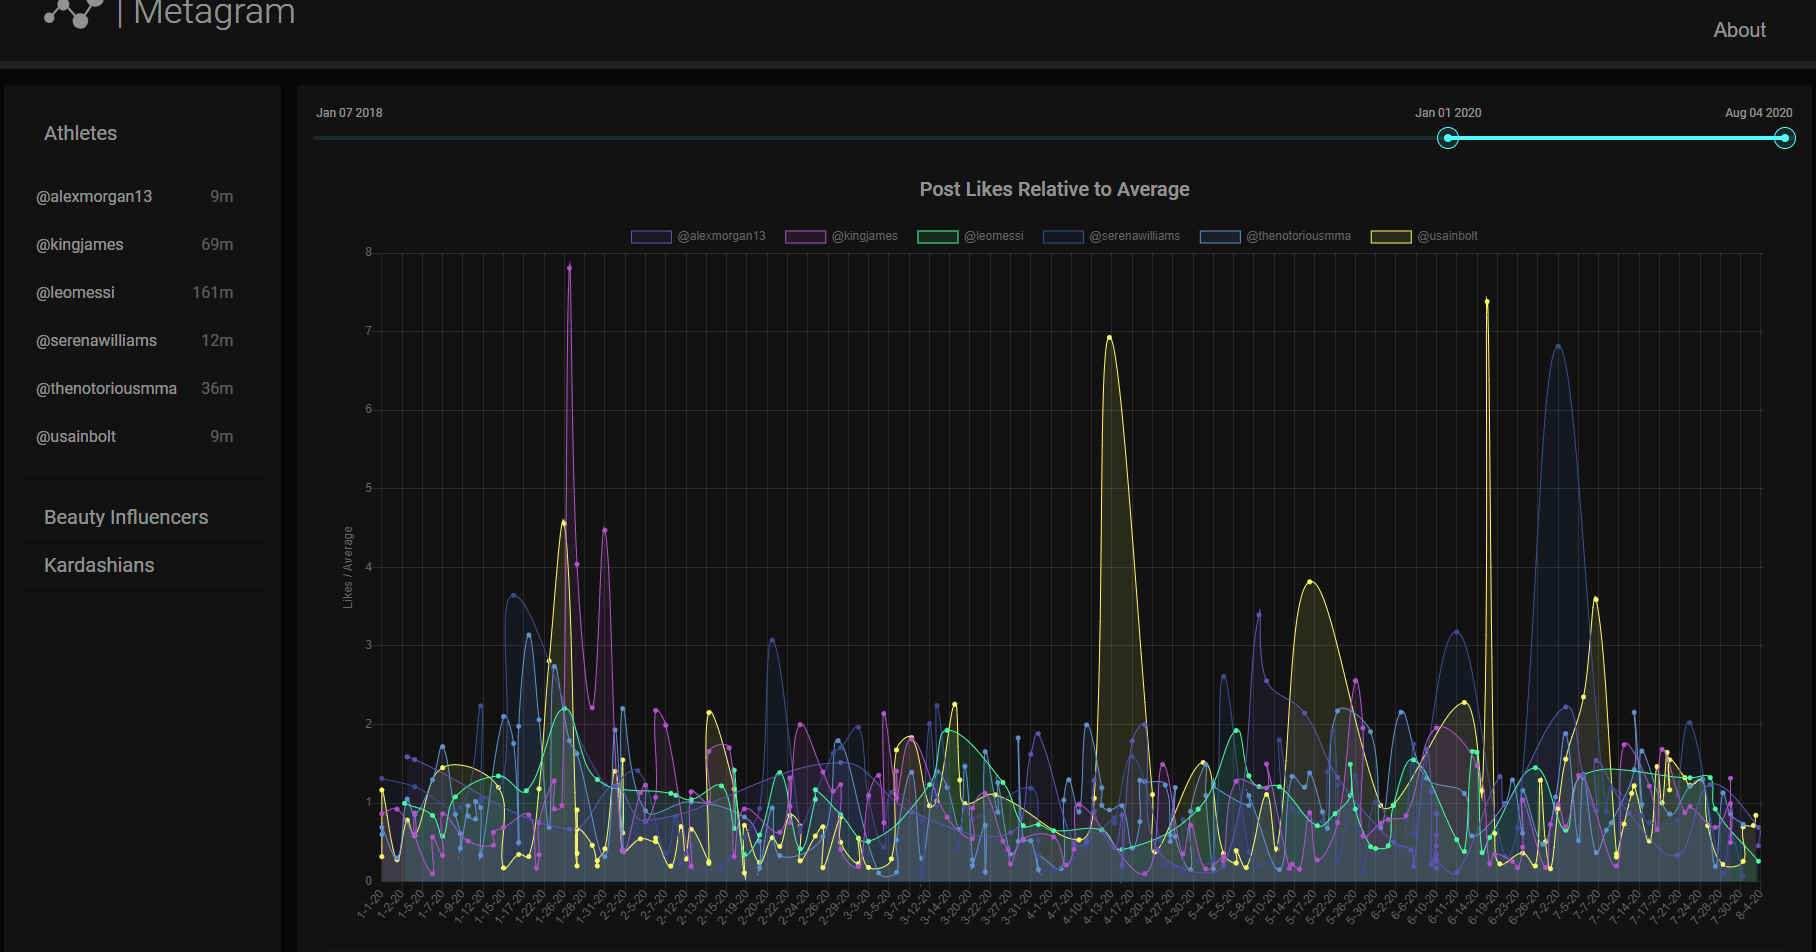 | Metagram
About
Athletes
@alexmorgan13 9m
@kingjames 69m
@leomessi 161m
@serenawilliams 12m
@thenotoriousmma 36m
@usainbolt 9m
Beauty Influencers
Kardashians
Jan 07 2018 Jan 01 2020 Aug 04 2020
Post Likes Relative to Average
@alexmorgan13 @kingjames @leomessi @serenawilliams @thenotoriousmma @usainbolt
Likes / Average
8
7
6
5
4
3
2
1
0
1-1-20 1-2-20 1-5-20 1-7-20 1-9-20 1-12-20 1-15-20 1-17-20 1-22-20 1-26-20 1-28-20 1-31-20 2-3-20 2-5-20 2-7-20 2-10-20 2-13-20 2-15-20 2-19-20 2-20-20 2-22-20 2-24-20 2-26-20 2-29-20 3-2-20 3-5-20 3-7-20 3-12-20 3-14-20 3-20-20 3-22-20 3-27-20 3-31-20 4-1-20 4-7-20 4-10-20 4-13-20 4-17-20 4-20-20 4-27-20 4-30-20 5-4-20 5-5-20 5-8-20 5-10-20 5-14-20 5-17-20 5-22-20 5-26-20 5-30-20 6-2-20 6-5-20 6-10-20 6-11-20 6-14-20 6-19-20 6-23-20 6-26-20 7-2-20 7-5-20 7-7-20 7-10-20 7-14-20 7-17-20 7-21-20 7-24-20 7-28-20 7-30-20 8-4-20